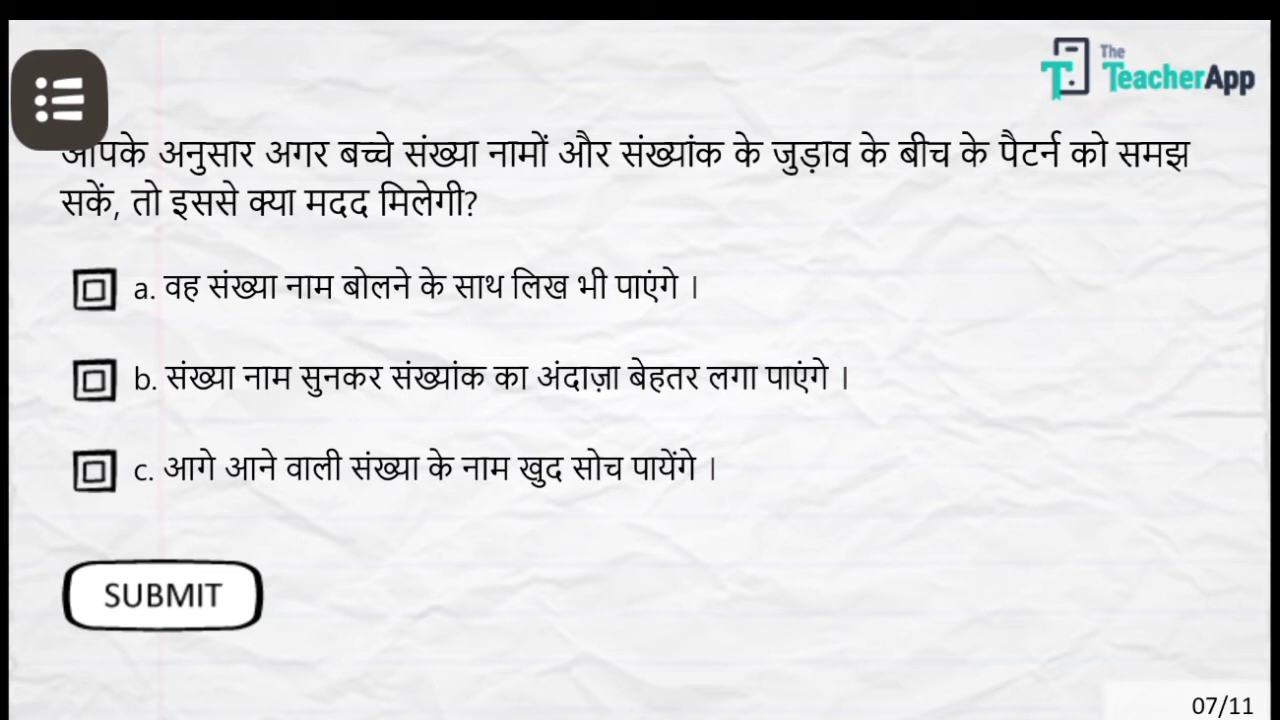 The
TeacherApp
आपके अनुसार अगर बच्चे संख्या नामों और संख्यांक के जुड़ाव के बीच के पैटर्न को समझ
सकें, तो इससे क्या मदद मिलेगी?
a. वह संख्या नाम बोलने के साथ लिख भी पाएंगे ।
b. संख्या नाम सुनकर संख्यांक का अंदाज़ा बेहतर लगा पाएंगे ।
c. आगे आने वाली संख्या के नाम खुद सोच पायेंगे ।
SUBMIT
07/11